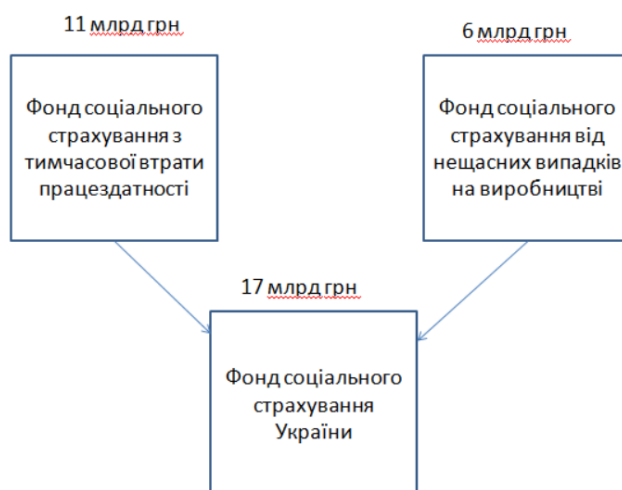 11 млрд грн
6 млрд грн
Фонд соціального
страхування з
тимчасової втрати
працездатності
Фонд соціального
страхування від
нещасних випадків
на виробництві
17 млрд грн
Фонд соціального
страхування
України